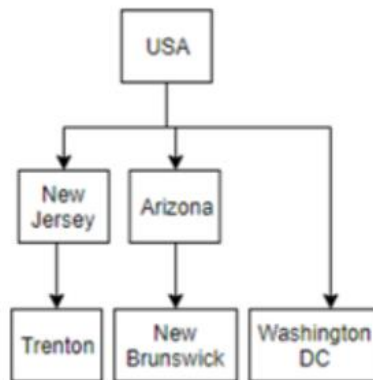 USA
New
Jersey
Arizona
Trenton
New
Brunswick
Washington
DC